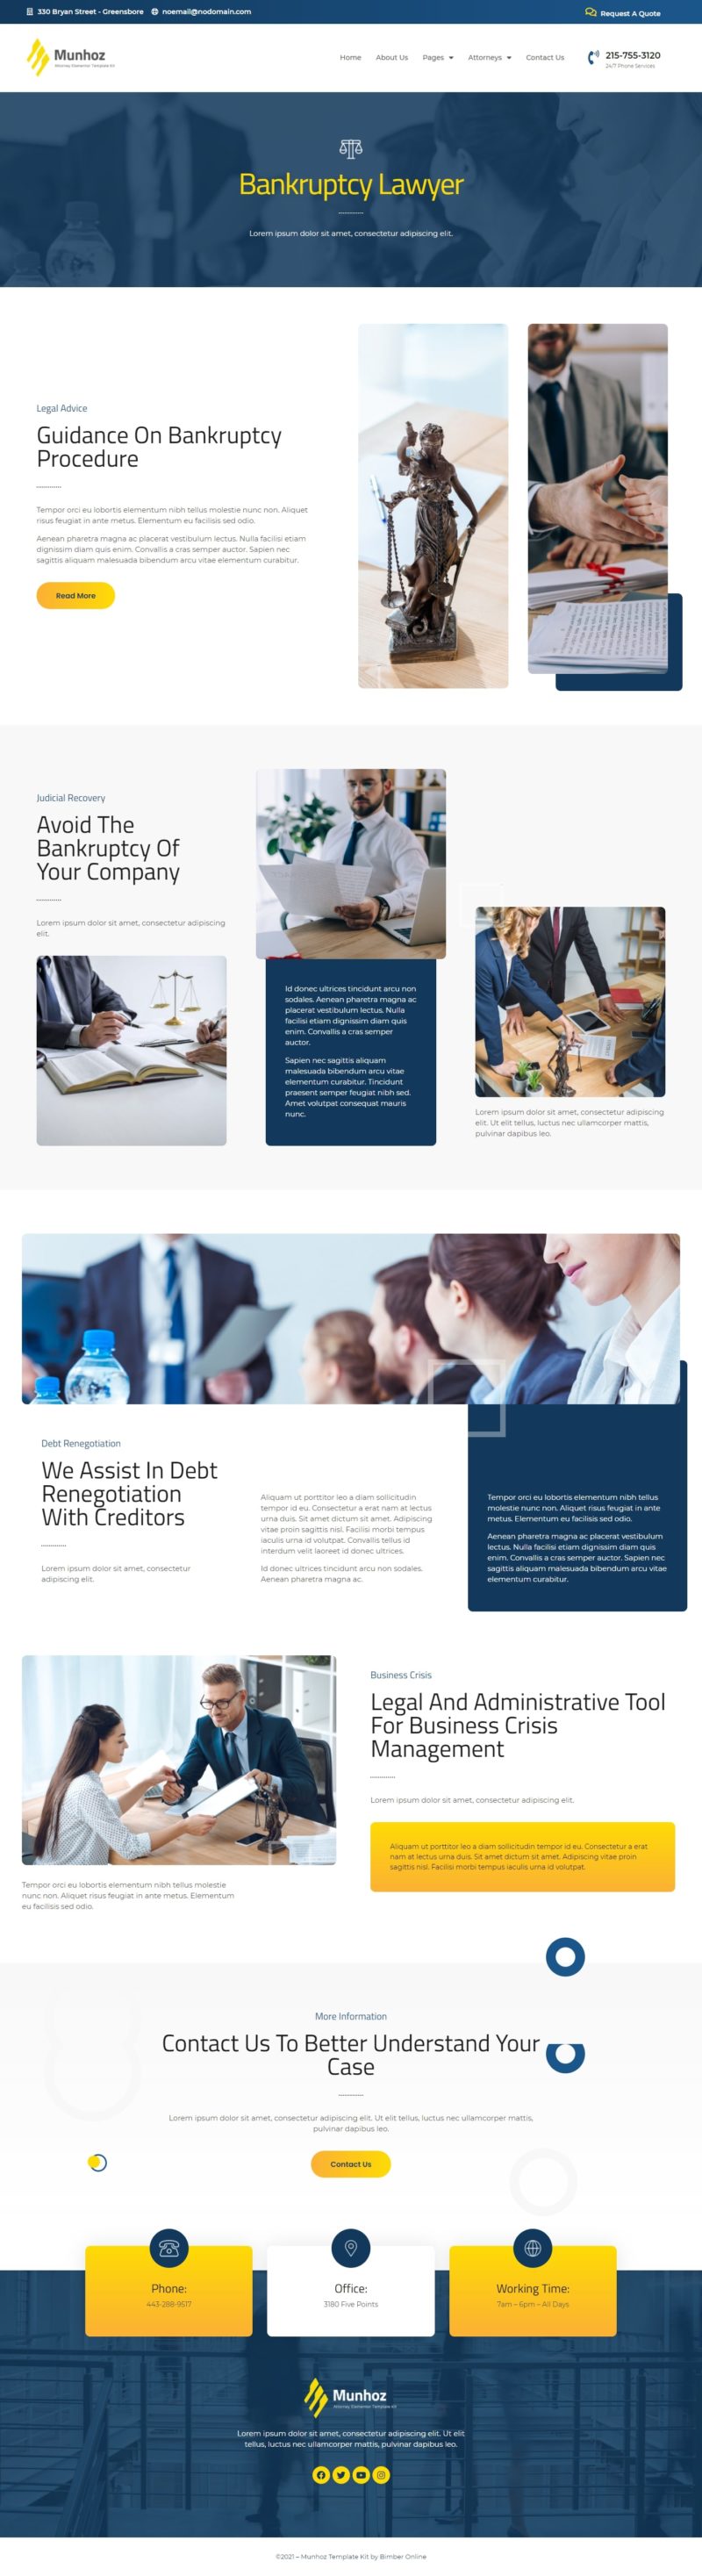 330 Bryan Street - Greensboro noemail@nodomain.com
Request A Quote
Munhoz
Attorney Elementor Template Kit
Home About Us Pages Attorneys Contact Us
215-755-3120
24/7 Phone Services
Bankruptcy Lawyer
Lorem ipsum dolor sit amet, consectetur adipiscing elit.
Legal Advice
Guidance On Bankruptcy
Procedure
Tempor orci eu lobortis elementum nibh tellus molestie nunc non. Aliquet
risus feugiat in ante metus. Elementum eu facilisis sed odio.
Aenean pharetra magna ac placerat vestibulum lectus. Nulla facilisi etiam
dignissim diam quis enim. Convallis a cras semper auctor. Sapien nec
sagittis aliquam malesuada bibendum arcu vitae elementum curabitur.
Read More
Judicial Recovery
Avoid The
Bankruptcy Of
Your Company
Lorem ipsum dolor sit amet, consectetur adipiscing
elit.
Id donec ultrices tincidunt arcu non
sodales. Aenean pharetra magna ac
placerat vestibulum lectus. Nulla
facilisi etiam dignissim diam quis
enim. Convallis a cras semper
auctor.
Sapien nec sagittis aliquam
malesuada bibendum arcu vitae
elementum curabitur. Tincidunt
praesent semper feugiat nibh sed.
Amet volutpat consequat mauris
nunc.
Lorem ipsum dolor sit amet, consectetur adipiscing
elit. Ut elit tellus, luctus nec ullamcorper mattis,
pulvinar dapibus leo.
Debt Renegotiation
We Assist In Debt
Renegotiation
With Creditors
Lorem ipsum dolor sit amet, consectetur
adipiscing elit.
Aliquam ut porttitor leo a diam sollicitudin
tempor id eu. Consectetur a erat nam at lectus
urna duis. Sit amet dictum sit amet. Adipiscing
vitae proin sagittis nisl. Facilisi morbi tempus
iaculis urna id volutpat. Convallis tellus id
interdum velit laoreet id donec ultrices.
Id donec ultrices tincidunt arcu non sodales.
Aenean pharetra magna ac.
Tempor orci eu lobortis elementum nibh tellus
molestie nunc non. Aliquet risus feugiat in ante
metus. Elementum eu facilisis sed odio.
Aenean pharetra magna ac placerat vestibulum
lectus. Nulla facilisi etiam dignissim diam quis
enim. Convallis a cras semper auctor. Sapien nec
sagittis aliquam malesuada bibendum arcu vitae
elementum curabitur.
Tempor orci eu lobortis elementum nibh tellus molestie
nunc non. Aliquet risus feugiat in ante metus. Elementum
eu facilisis sed odio.
Business Crisis
Legal And Administrative Tool
For Business Crisis
Management
Lorem ipsum dolor sit amet, consectetur adipiscing elit.
Aliquam ut porttitor leo a diam sollicitudin tempor id eu. Consectetur a erat
nam at lectus urna duis. Sit amet dictum sit amet. Adipiscing vitae proin
sagittis nisl. Facilisi morbi tempus iaculis urna id volutpat.
More Information
Contact Us To Better Understand Your
Case
Lorem ipsum dolor sit amet, consectetur adipiscing elit. Ut elit tellus, luctus nec ullamcorper mattis,
pulvinar dapibus leo.
Contact Us
Phone:
443-288-9517
Office:
3180 Five Points
Working Time:
7am – 6pm – All Days
Munhoz
Attorney Elementor Template Kit
Lorem ipsum dolor sit amet, consectetur adipiscing elit. Ut elit
tellus, luctus nec ullamcorper mattis, pulvinar dapibus leo.
©2021 – Munhoz Template Kit by Bimber Online